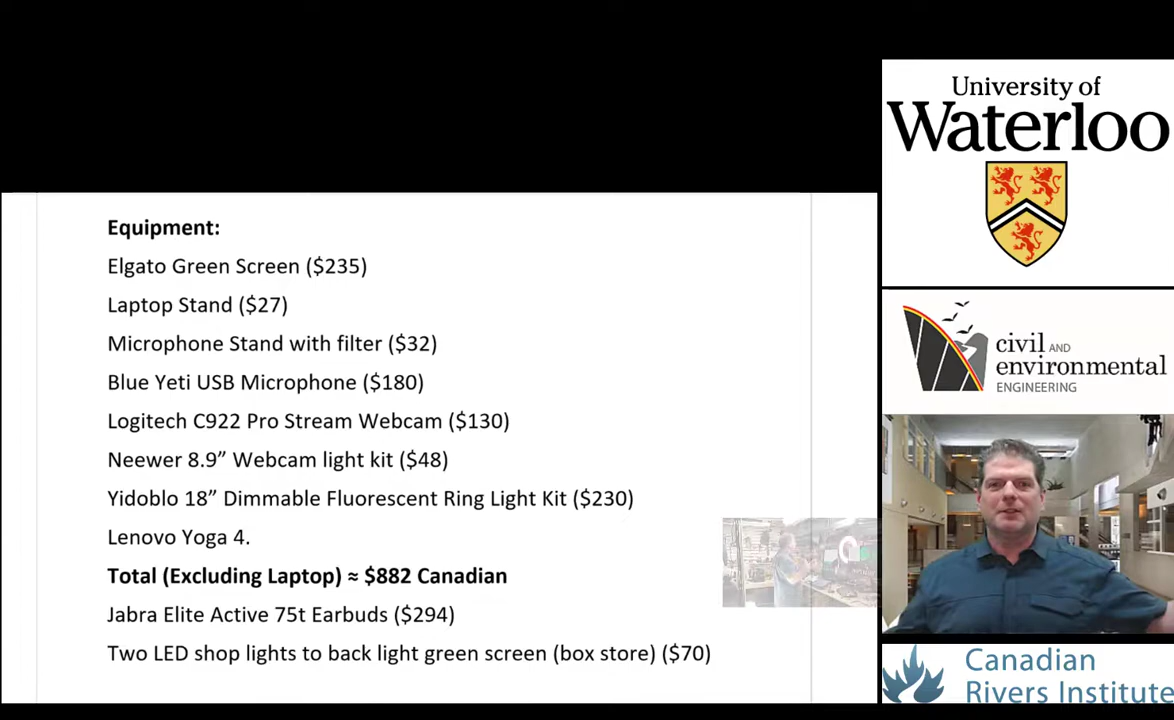 Equipment:
Elgato Green Screen ($235)
Laptop Stand ($27)
Microphone Stand with filter ($32)
Blue Yeti USB Microphone ($180)
Logitech C922 Pro Stream Webcam ($130)
Neewer 8.9” Webcam light kit ($48)
Yidoblo 18” Dimmable Fluorescent Ring Light Kit ($230)
Lenovo Yoga 4.
Total (Excluding Laptop) ≈ $882 Canadian
Jabra Elite Active 75t Earbuds ($294)
Two LED shop lights to back light green screen (box store) ($70)
University of
Waterloo
civil AND
environmental
ENGINEERING
Canadian
Rivers Institute